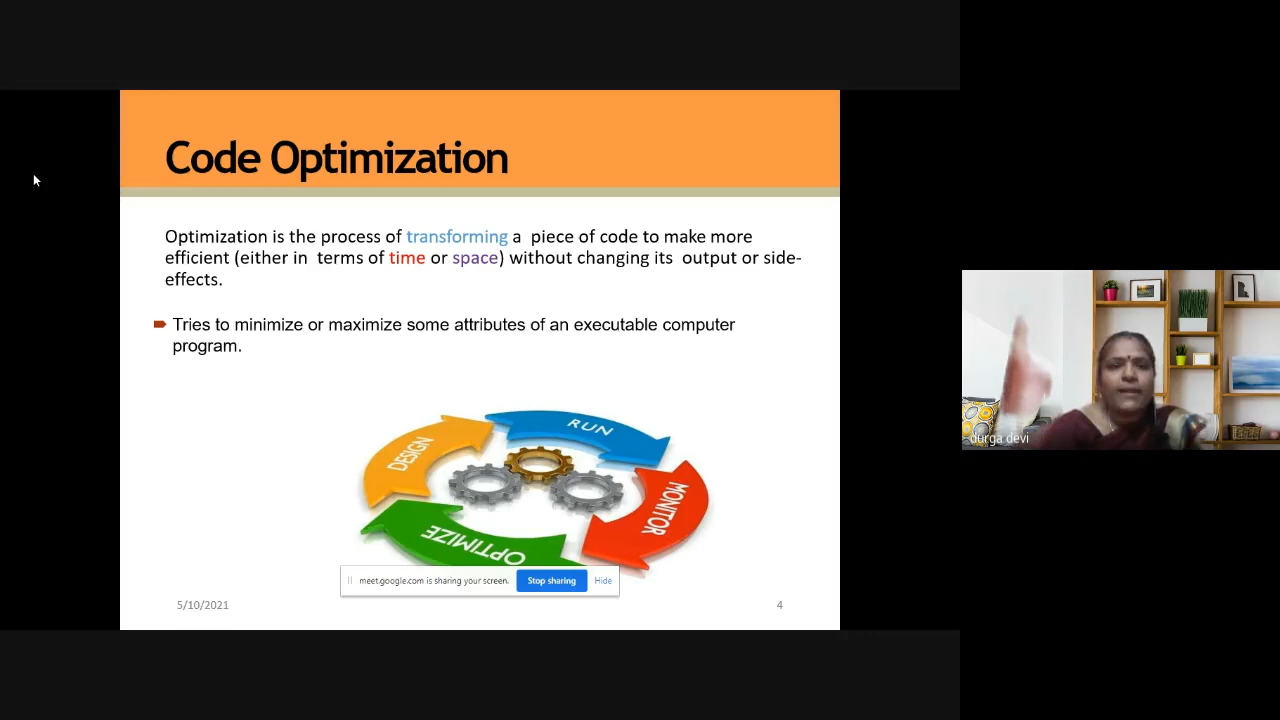 Code Optimization
Optimization is the process of transforming a piece of code to make more
efficient (either in terms of time or space) without changing its output or side-
effects.
Tries to minimize or maximize some attributes of an executable computer
program.
DESIGN
RUN
MONITOR
OPTIMIZE
meet.google.com is sharing your screen.
Stop sharing
Hide
5/10/2021
4
durga devi